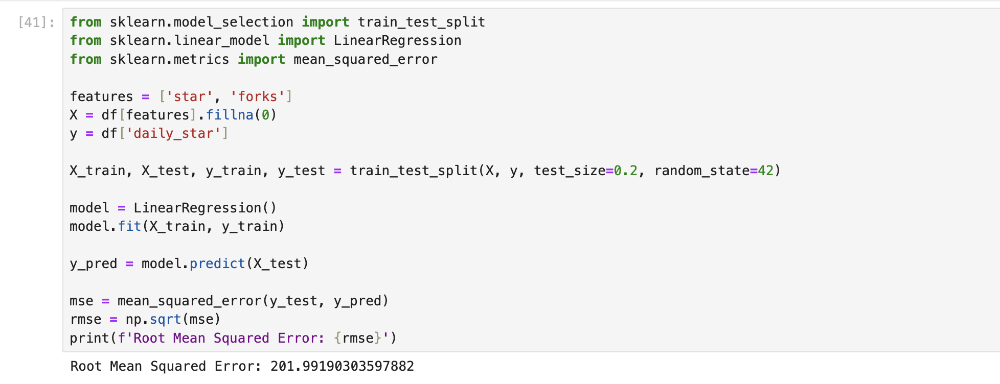 [41]:
from sklearn.model_selection import train_test_split
from sklearn.linear_model import LinearRegression
from sklearn.metrics import mean_squared_error
features = ['star', 'forks']
X = df[features].fillna(0)
y = df['daily_star']
X_train, X_test, y_train, y_test = train_test_split(X, y, test_size=0.2, random_state=42)
model = LinearRegression()
model.fit(X_train, y_train)
y_pred = model.predict(X_test)
mse = mean_squared_error(y_test, y_pred)
rmse = np.sqrt(mse)
print(f'Root Mean Squared Error: {rmse}')
Root Mean Squared Error: 201.99190303597882